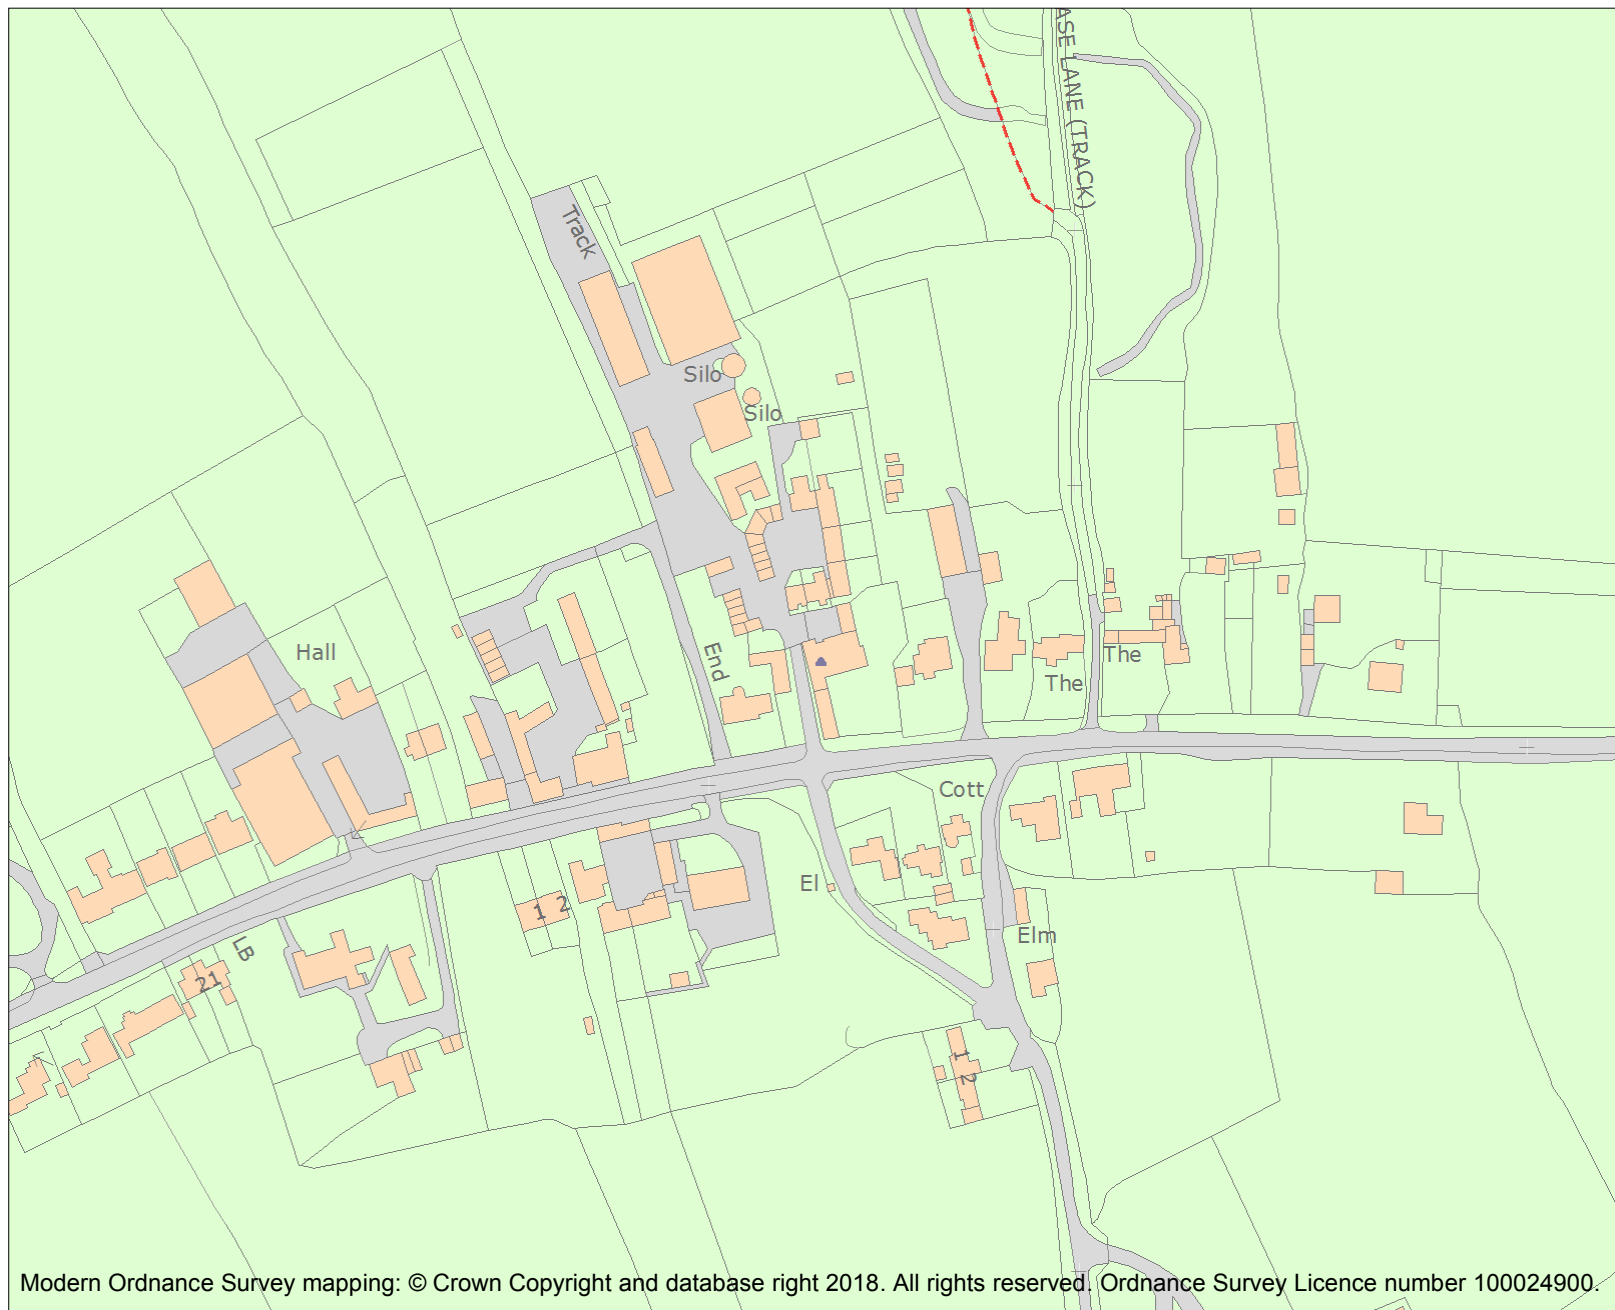 ASE LANE (TRACK)
Track
Silo
Silo
Hall
End
The
The
Cott
El
1 2
Elm
LB
21
1 2
Modern Ordnance Survey mapping: © Crown Copyright and database right 2018. All rights reserved. Ordnance Survey Licence number 100024900.